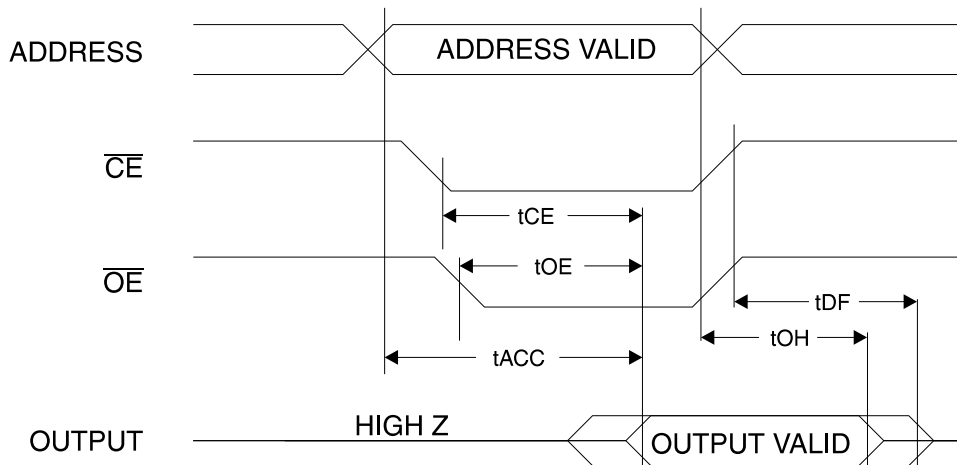 ADDRESS
ADDRESS VALID
CE
tCE
OE
tOE
tDF
tOH
tACC
OUTPUT
HIGH Z
OUTPUT VALID